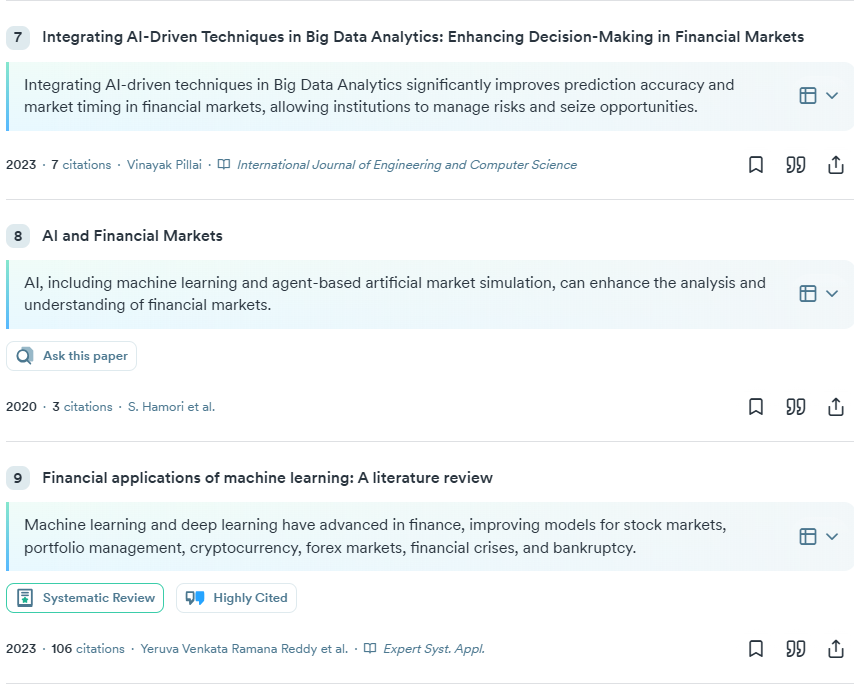 7 Integrating AI-Driven Techniques in Big Data Analytics: Enhancing Decision-Making in Financial Markets
Integrating AI-driven techniques in Big Data Analytics significantly improves prediction accuracy and
market timing in financial markets, allowing institutions to manage risks and seize opportunities.
2023 · 7 citations · Vinayak Pillai · International Journal of Engineering and Computer Science
8 AI and Financial Markets
AI, including machine learning and agent-based artificial market simulation, can enhance the analysis and
understanding of financial markets.
Ask this paper
2020 · 3 citations · S. Hamori et al.
9 Financial applications of machine learning: A literature review
Machine learning and deep learning have advanced in finance, improving models for stock markets,
portfolio management, cryptocurrency, forex markets, financial crises, and bankruptcy.
Systematic Review Highly Cited
2023 · 106 citations · Yeruva Venkata Ramana Reddy et al. · Expert Syst. Appl.